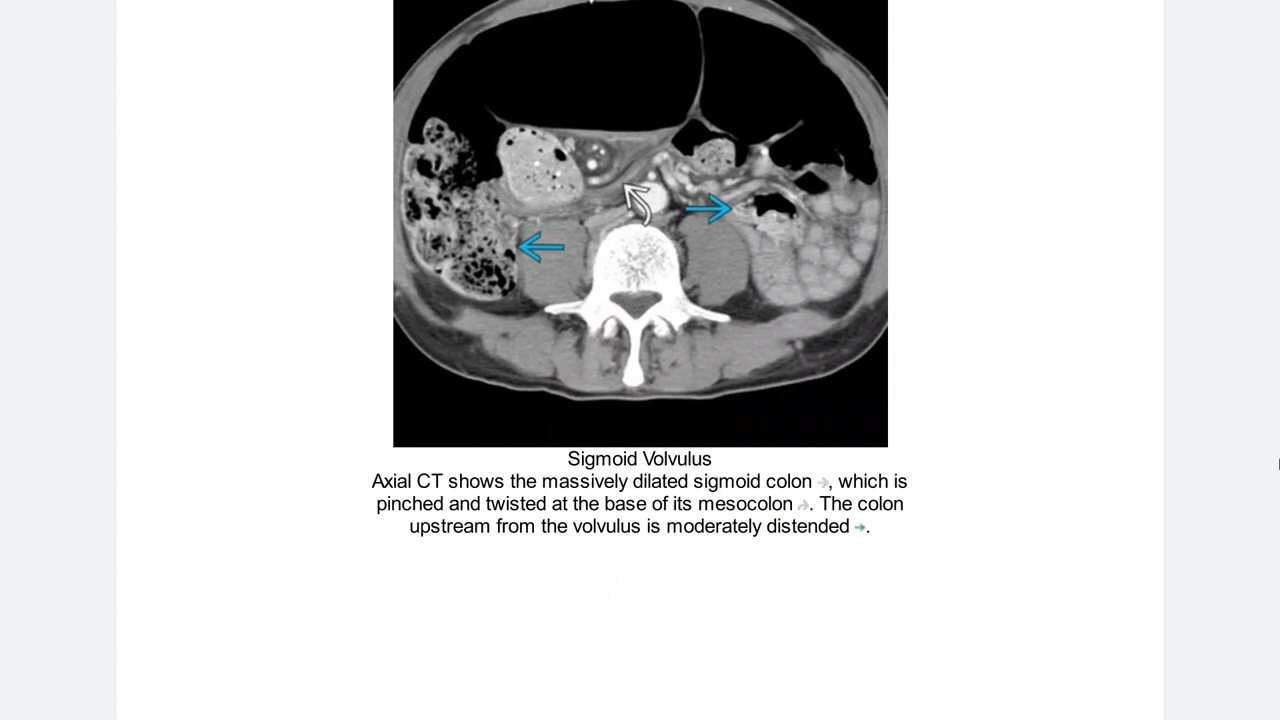 Sigmoid Volvulus
Axial CT shows the massively dilated sigmoid colon , which is
pinched and twisted at the base of its mesocolon . The colon
upstream from the volvulus is moderately distended .